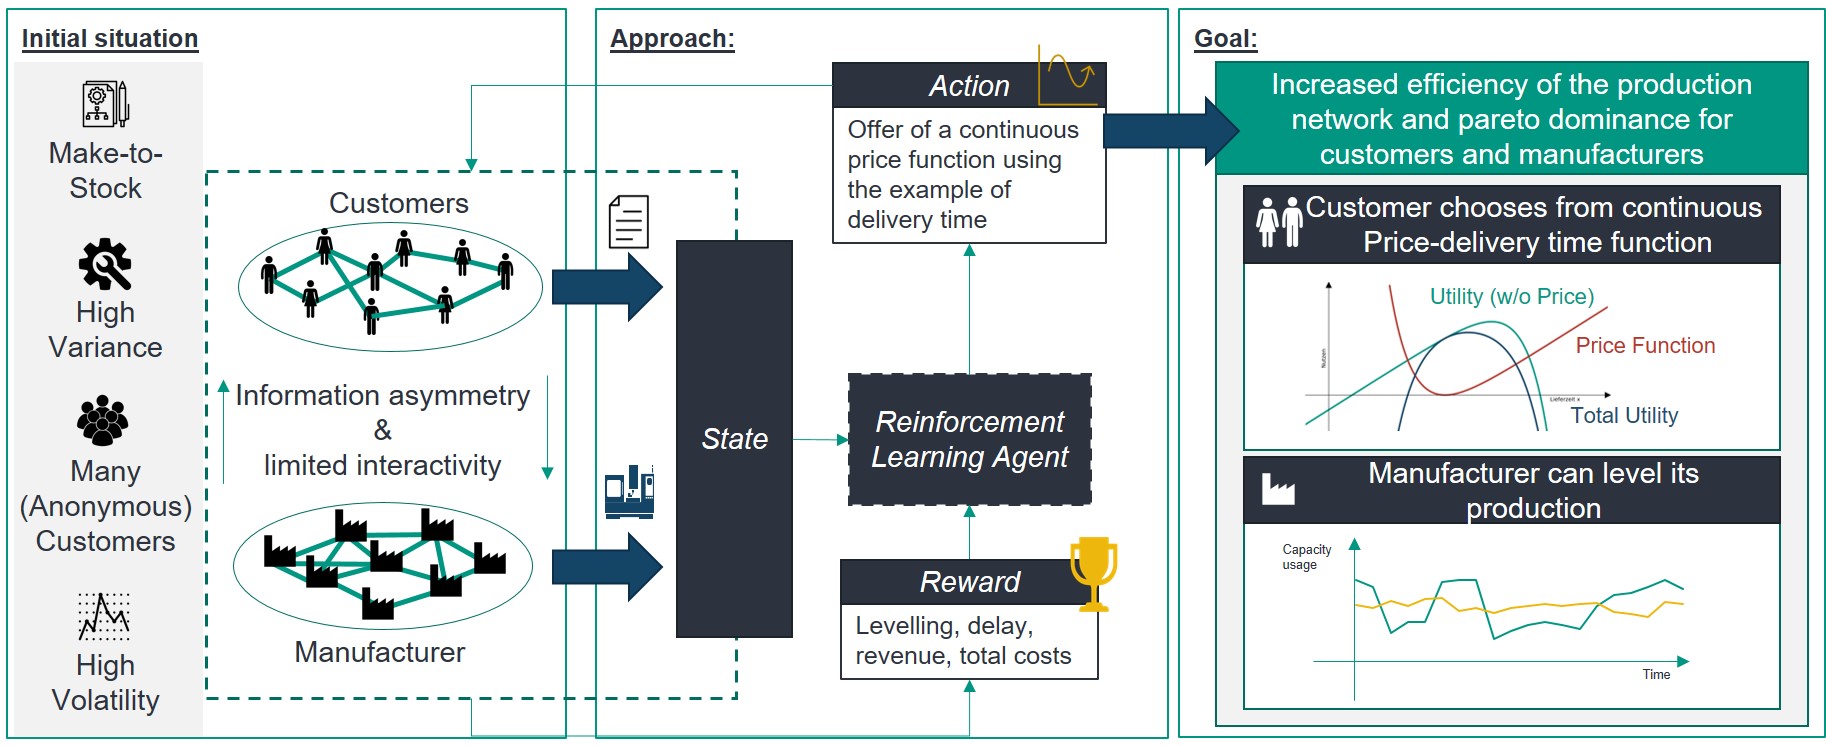 Initial situation
Make-to-
Stock
High
Variance
Many
(Anonymous)
Customers
High
Volatility
Customers
Information asymmetry
&
limited interactivity
Manufacturer
Approach:
State
Action
Offer of a continuous
price function using
the example of
delivery time
Reinforcement
Learning Agent
Reward
Levelling, delay,
revenue, total costs
Goal:
Increased efficiency of the production
network and pareto dominance for
customers and manufacturers
Customer chooses from continuous
Price-delivery time function
Utility (w/o Price)
Price Function
Nutzen
Lieferzeit x
Total Utility
Manufacturer can level its
production
Capacity
usage
Time